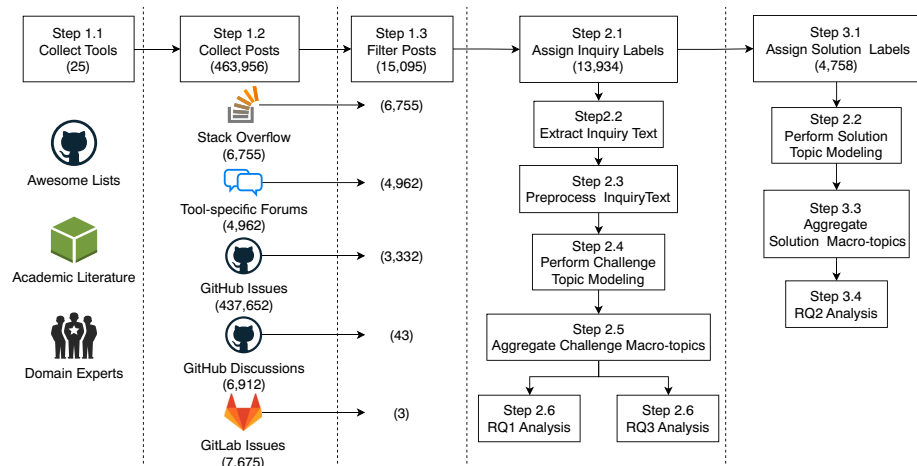 Step 1.1
Collect Tools
(25)
Step 1.2
Collect Posts
(463,956)
Step 1.3
Filter Posts
(15,095)
Step 2.1
Assign Inquiry Labels
(13,934)
Step 3.1
Assign Solution Labels
(4,758)
Awesome Lists
Academic Literature
Domain Experts
Stack Overflow
(6,755)
Tool-specific Forums
(4,962)
GitHub Issues
(437,652)
GitHub Discussions
(6,912)
GitLab Issues
(7,675)
(6,755)
(4,962)
(3,332)
(43)
(3)
Step2.2
Extract Inquiry Text
Step 2.3
Preprocess InquiryText
Step 2.4
Perform Challenge
Topic Modeling
Step 2.5
Aggregate Challenge Macro-topics
Step 2.6
RQ1 Analysis
Step 2.6
RQ3 Analysis
Step 2.2
Perform Solution
Topic Modeling
Step 3.3
Aggregate
Solution Macro-topics
Step 3.4
RQ2 Analysis